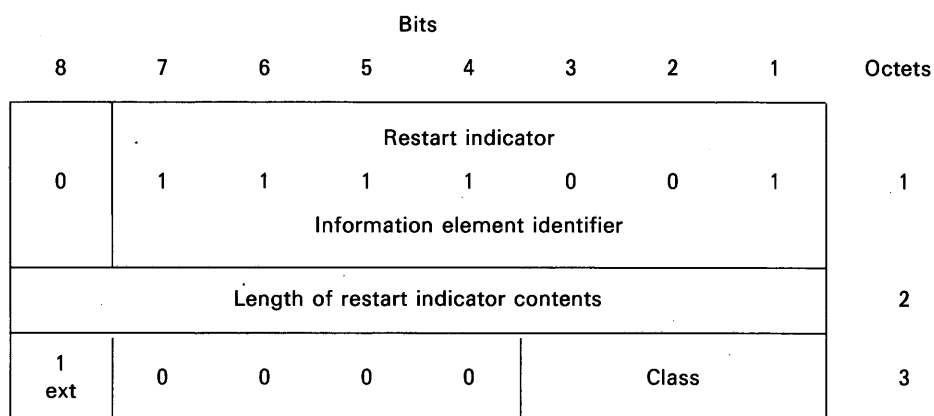 Bits
8 7 6 5 4 3 2 1 Octets
Restart indicator
0 1 1 1 1 0 0 1 1
Information element identifier
Length of restart indicator contents 2
1
ext 0 0 0 0 Class 3